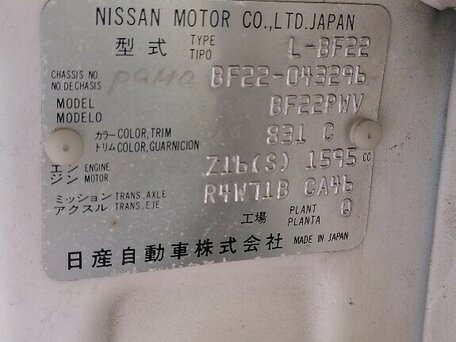 NISSAN MOTOR CO.,LTD.JAPAN
型式 TYPE TIPO L-BF22
CHASSIS NO. NO DE CHASIS рама BF22-043296
MODEL MODELO BF22PWV
カラー COLOR,TRIM トリム COLOR,GUARNICION 831 C
エンジン ENGINE MOTOR Z16(S) 1595 CC
ミッション TRANS. AXLE アクスル TRANS. EJE. R4W71B GA46
工場 PLANT PLANTA Q
日産自動車株式会社 MADE IN JAPAN